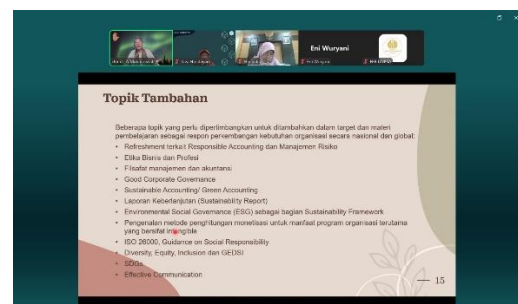 Eni Wuryani
Topik Tambahan
Beberapa topik yang perlu dipertimbangkan untuk ditambahkan dalam target dan materi
pembelajaran sebagai respon perkembangan kebutuhan organisasi secara nasional dan global:
• Refreshment terkait Responsible Accounting dan Manajemen Risiko
• Etika Bisnis dan Profesi
• Filsafat manajemen dan akuntansi
• Good Corporate Governance
• Sustainable Accounting/ Green Accounting
• Laporan Keberlanjutan (Sustainability Report)
• Environmental Social Governance (ESG) sebagai bagian Sustainability Framework
• Pengenalan metode penghitungan monetisasi untuk manfaat program organisasi terutama
yang bersifat intangible
• ISO 26000, Guidance on Social Responsibility
• Diversity, Equity, Inclusion dan GEDSI
• SDGs
• Effective Communication
15